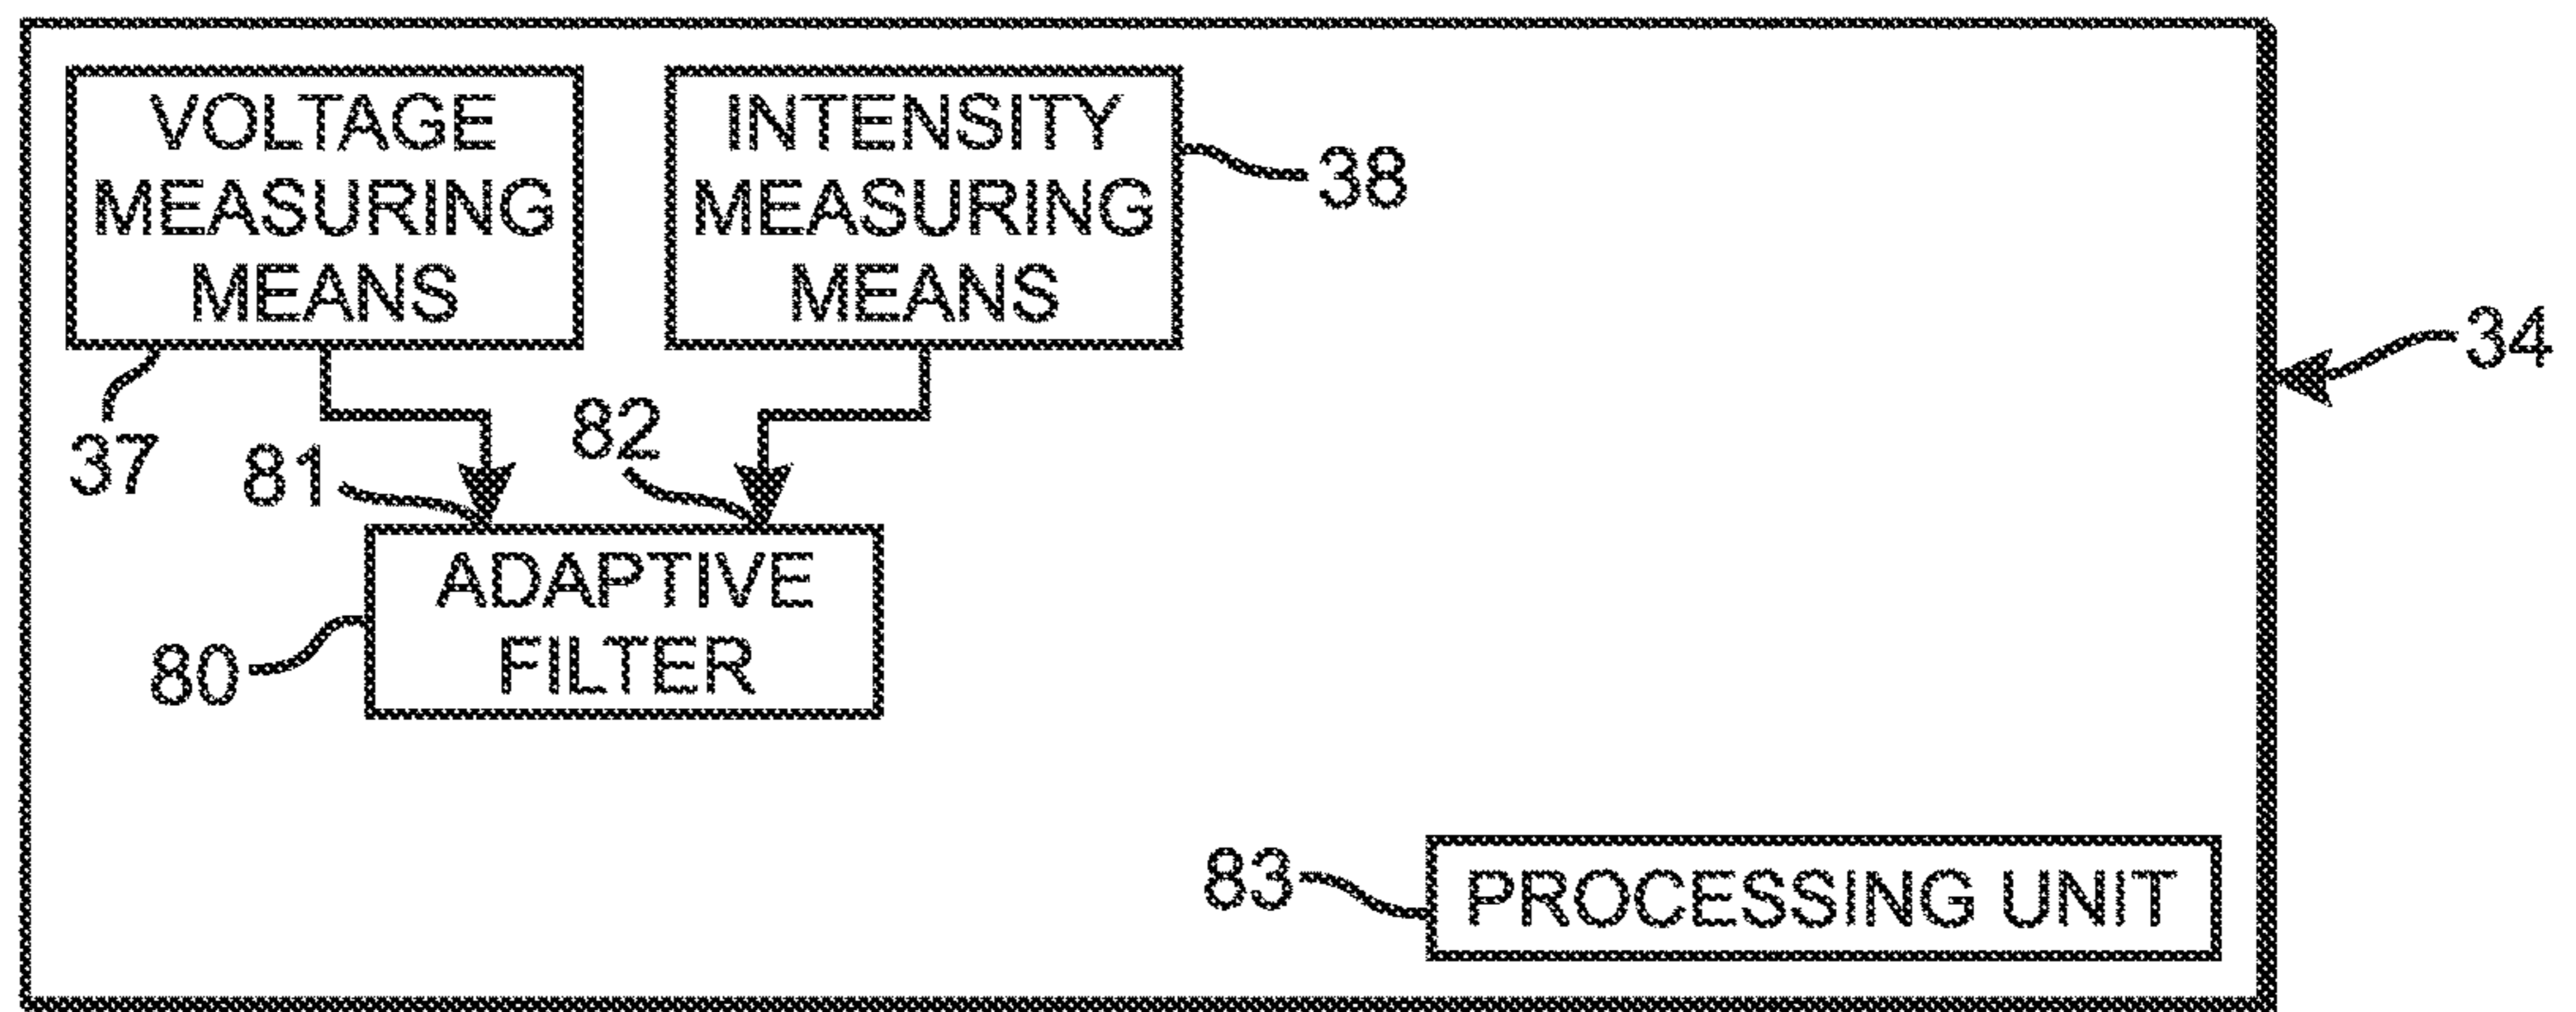 VOLTAGE
MEASURING
MEANS
INTENSITY
MEASURING
MEANS
38
34
37
81
82
ADAPTIVE
FILTER
80
83
PROCESSING UNIT